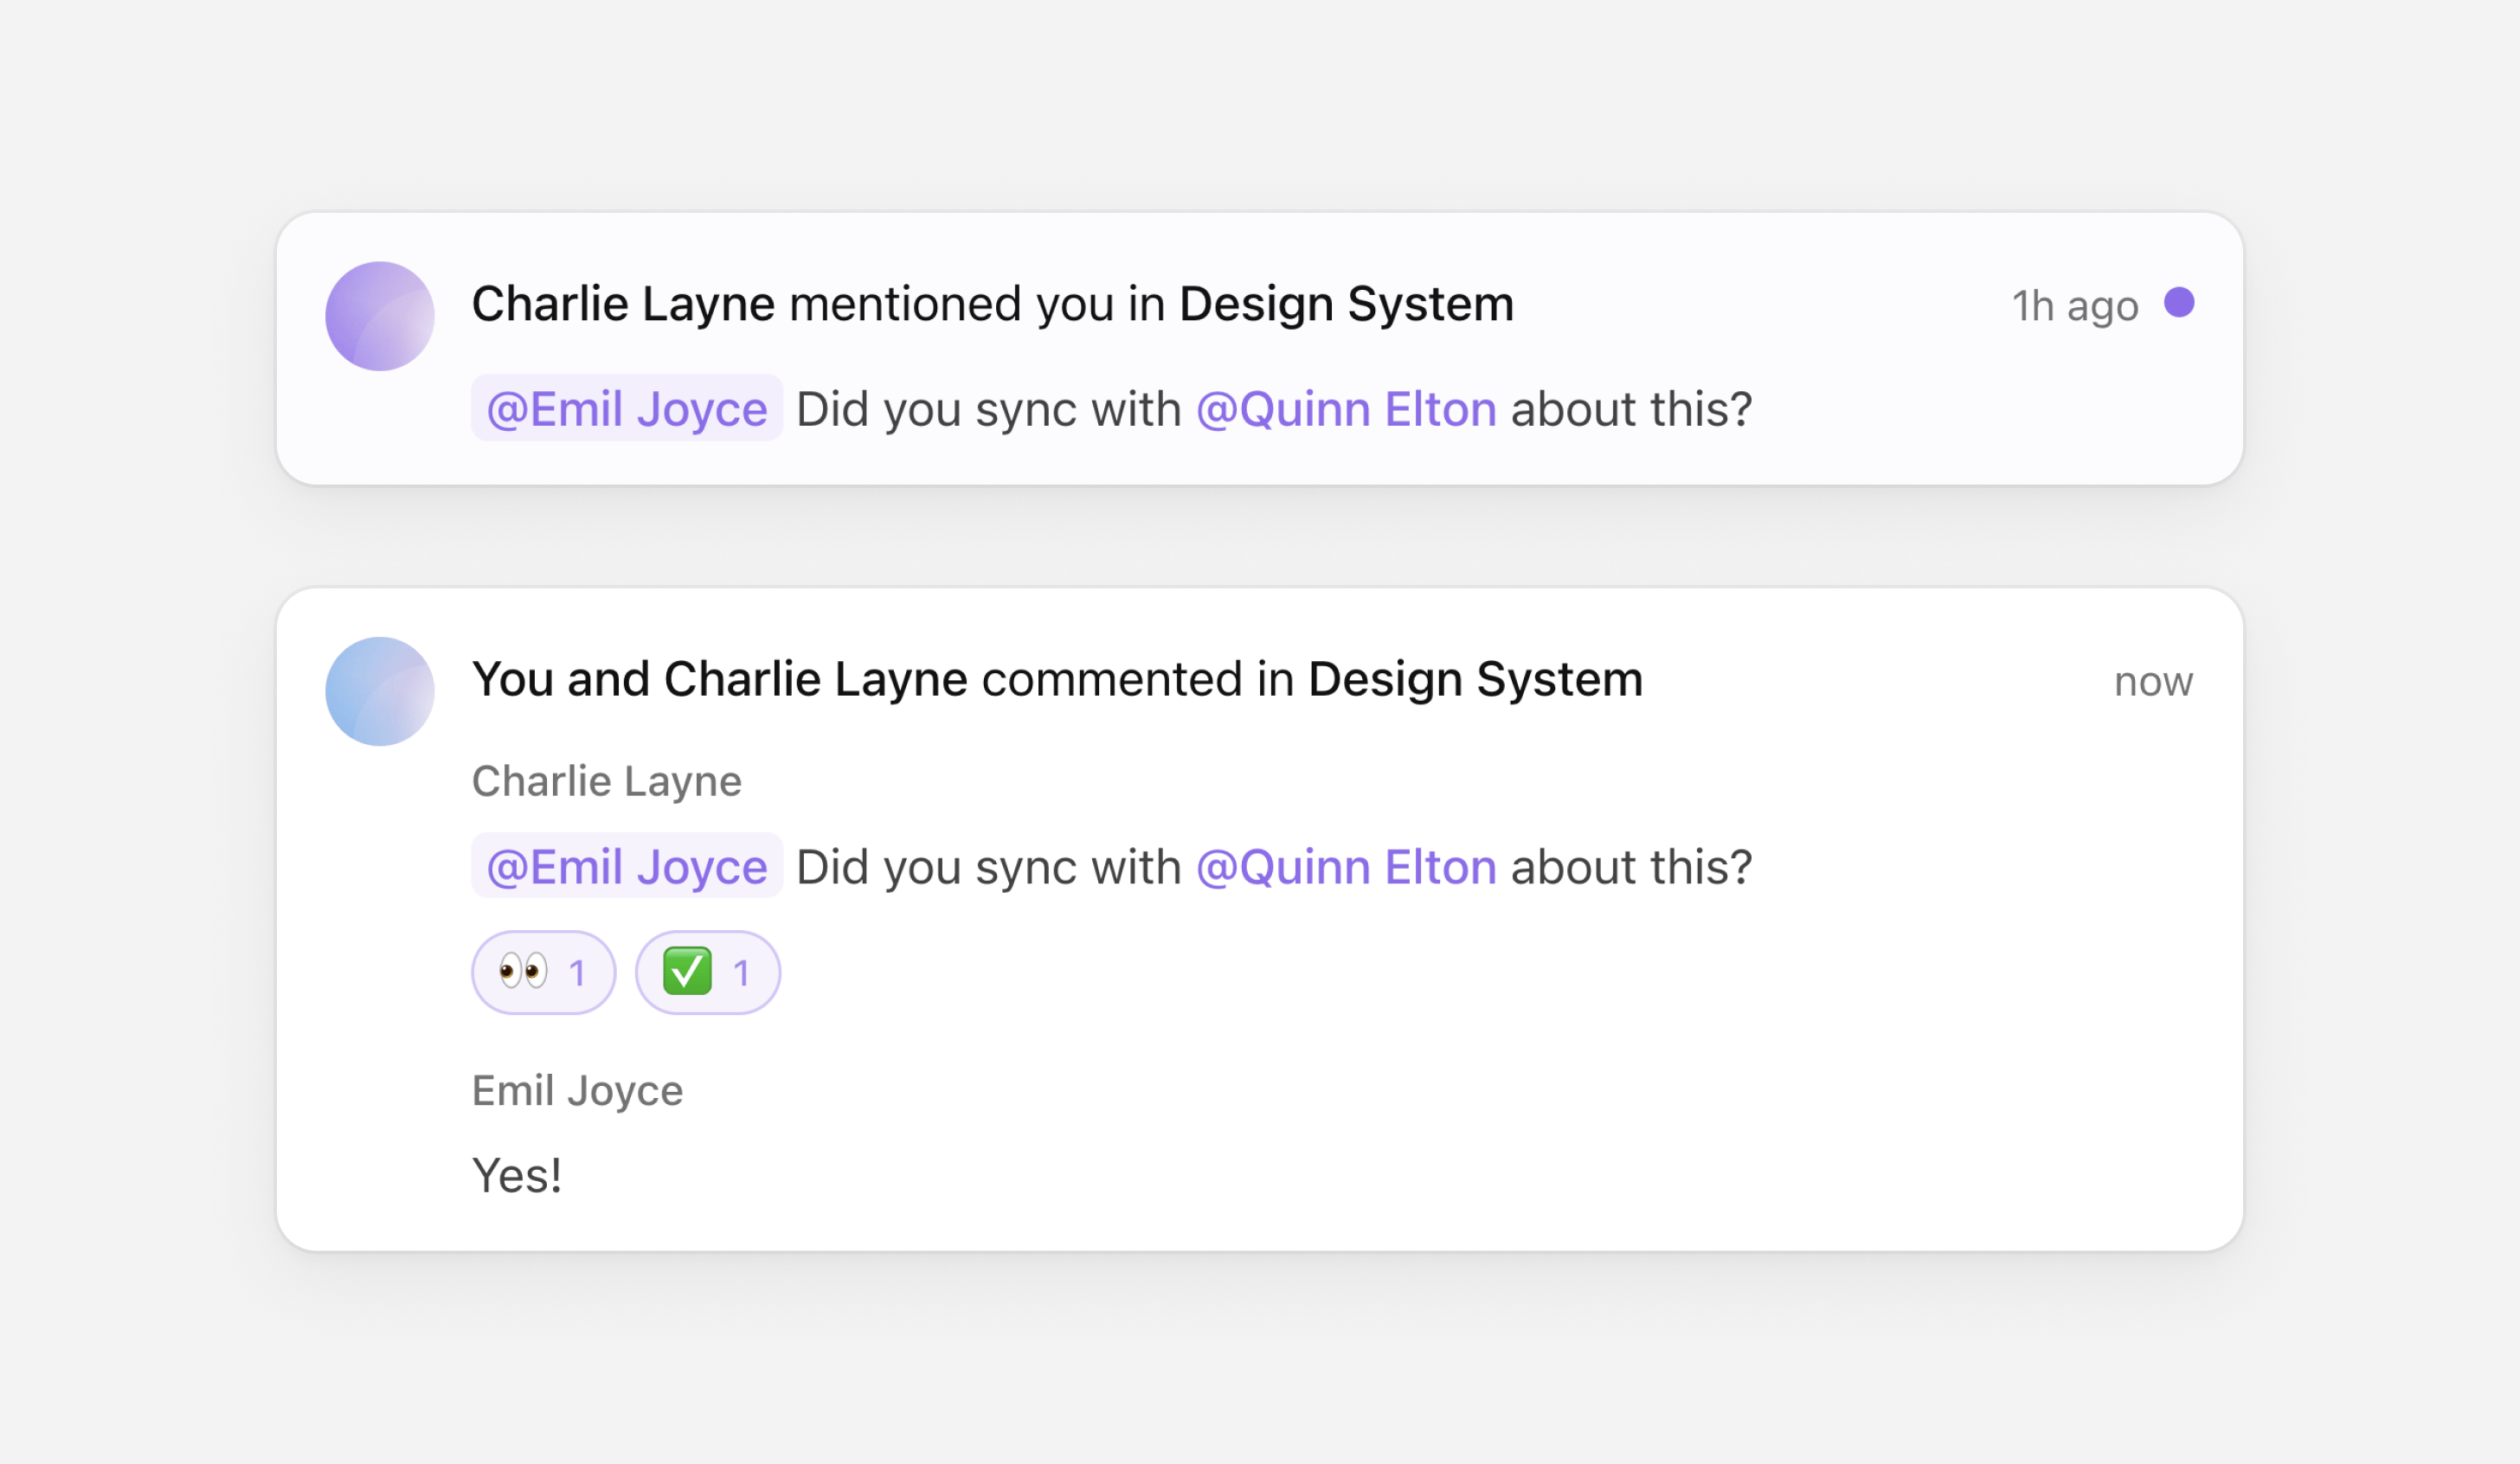 Charlie Layne mentioned you in Design System 1h ago
@Emil Joyce Did you sync with @Quinn Elton about this?
You and Charlie Layne commented in Design System now
Charlie Layne
@Emil Joyce Did you sync with @Quinn Elton about this?
👀 1 ✅ 1
Emil Joyce
Yes!